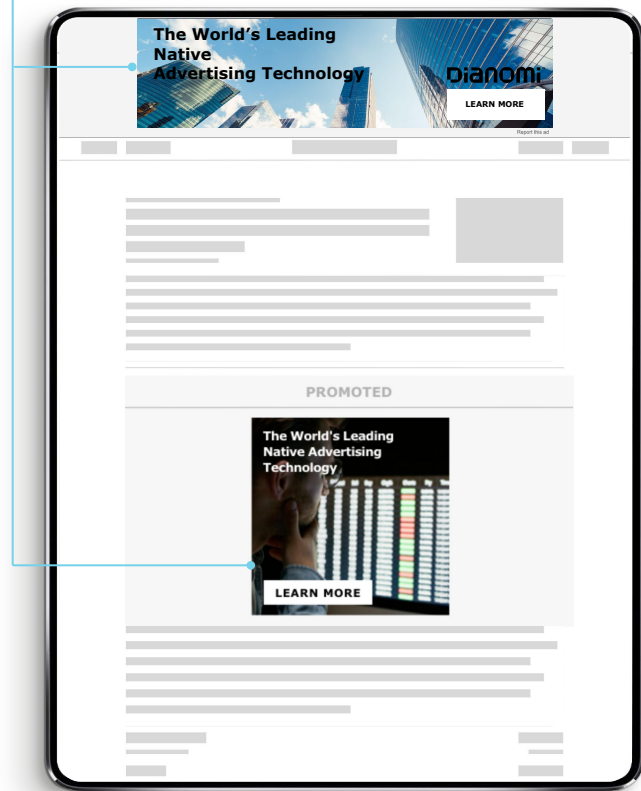 The World's Leading
Native
Advertising Technology
DIANOMI
LEARN MORE
Report this ad
PROMOTED
The World's Leading
Native Advertising
Technology
LEARN MORE